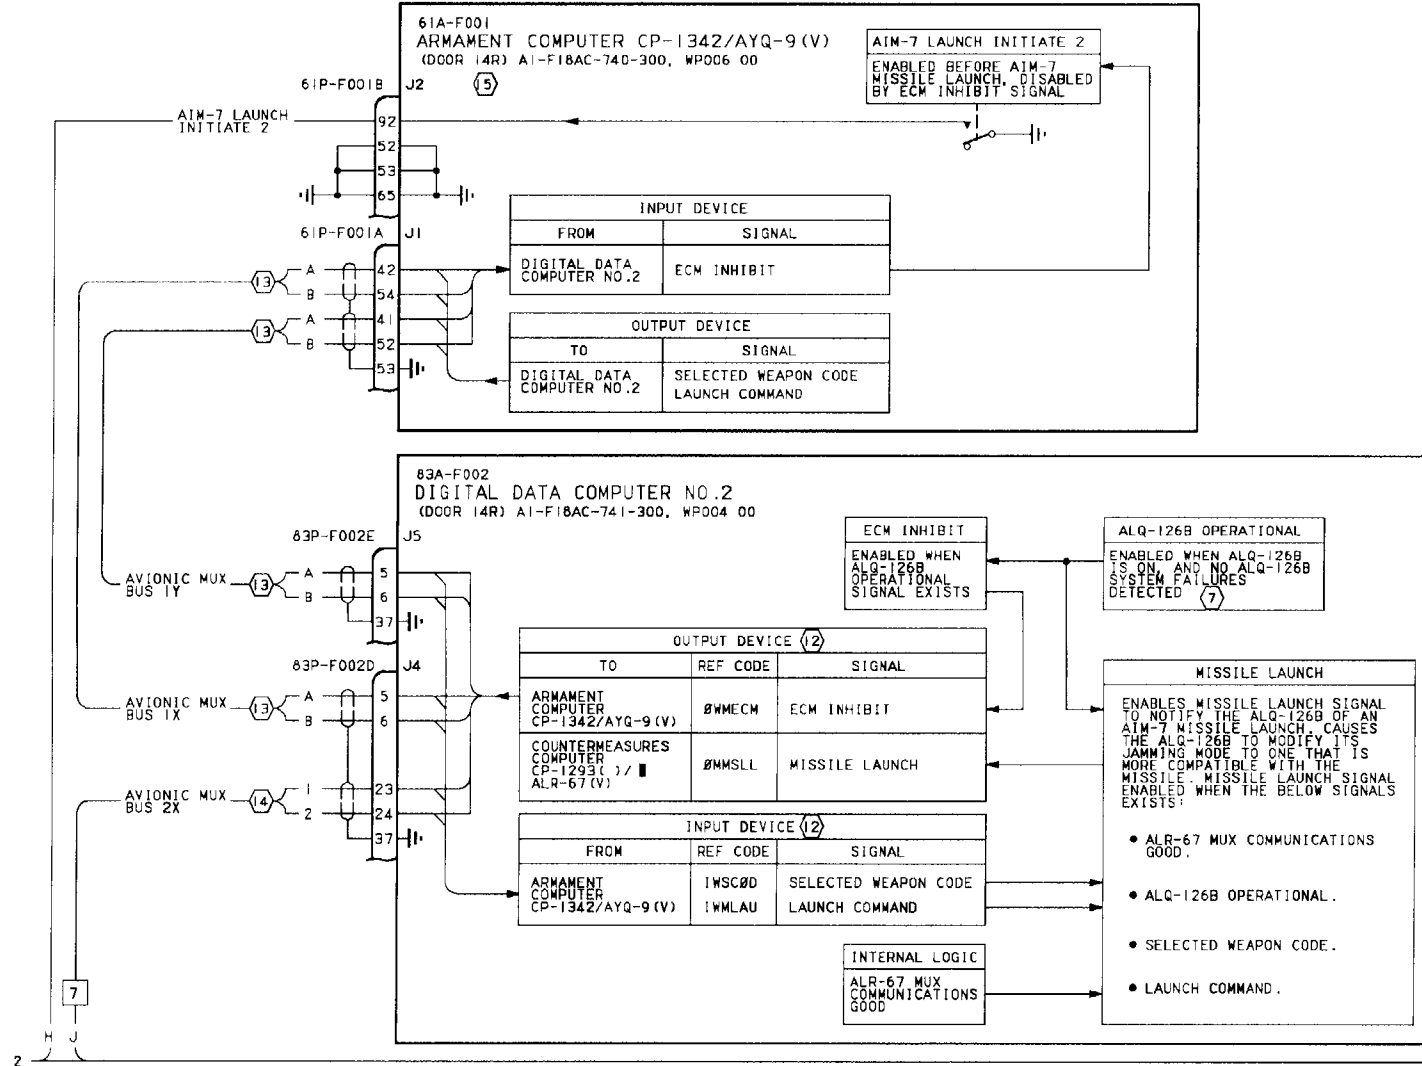 61A-F001
ARMAMENT COMPUTER CP-1342/AYQ-9(V)
(DOOR 14R) A1-F18AC-740-300, WP006 00
15
61P-F001B
J2
AIM-7 LAUNCH INITIATE 2
ENABLED BEFORE AIM-7
MISSILE LAUNCH, DISABLED
BY ECM INHIBIT SIGNAL
AIM-7 LAUNCH
INITIATE 2
92
52
53
65
61P-F001A
J1
INPUT DEVICE
FROM
SIGNAL
DIGITAL DATA
COMPUTER NO.2
ECM INHIBIT
13
A
42
B
54
13
A
41
B
52
53
OUTPUT DEVICE
TO
SIGNAL
DIGITAL DATA
COMPUTER NO.2
SELECTED WEAPON CODE
LAUNCH COMMAND
83A-F002
DIGITAL DATA COMPUTER NO.2
(DOOR 14R) A1-F18AC-741-300, WP004 00
83P-F002E
J5
AVIONIC MUX
BUS 1Y
13
A
5
B
6
37
ECM INHIBIT
ENABLED WHEN
ALQ-126B
OPERATIONAL
SIGNAL EXISTS
ALQ-126B OPERATIONAL
ENABLED WHEN ALQ-126B
IS ON, AND NO ALQ-126B
SYSTEM FAILURES
DETECTED
7
83P-F002D
J4
AVIONIC MUX
BUS 1X
13
A
5
B
6
AVIONIC MUX
BUS 2X
14
1
23
2
24
37
OUTPUT DEVICE
12
TO
REF CODE
SIGNAL
ARMAMENT
COMPUTER
CP-1342/AYQ-9(V)
ØWMECM
ECM INHIBIT
COUNTERMEASURES
COMPUTER
CP-1293( )/
ALR-67(V)
ØMMSLL
MISSILE LAUNCH
INPUT DEVICE
12
FROM
REF CODE
SIGNAL
ARMAMENT
COMPUTER
CP-1342/AYQ-9(V)
IWSCØD
SELECTED WEAPON CODE
IWMLAU
LAUNCH COMMAND
INTERNAL LOGIC
ALR-67 MUX
COMMUNICATIONS
GOOD
MISSILE LAUNCH
ENABLES MISSILE LAUNCH SIGNAL
TO NOTIFY THE ALQ-126B OF AN
AIM-7 MISSILE LAUNCH. CAUSES
THE ALQ-126B TO MODIFY ITS
JAMMING MODE TO ONE THAT IS
MORE COMPATIBLE WITH THE
MISSILE. MISSILE LAUNCH SIGNAL
ENABLED WHEN THE BELOW SIGNALS
EXISTS:
• ALR-67 MUX COMMUNICATIONS
GOOD.
• ALQ-126B OPERATIONAL.
• SELECTED WEAPON CODE.
• LAUNCH COMMAND.
7
H
J
2